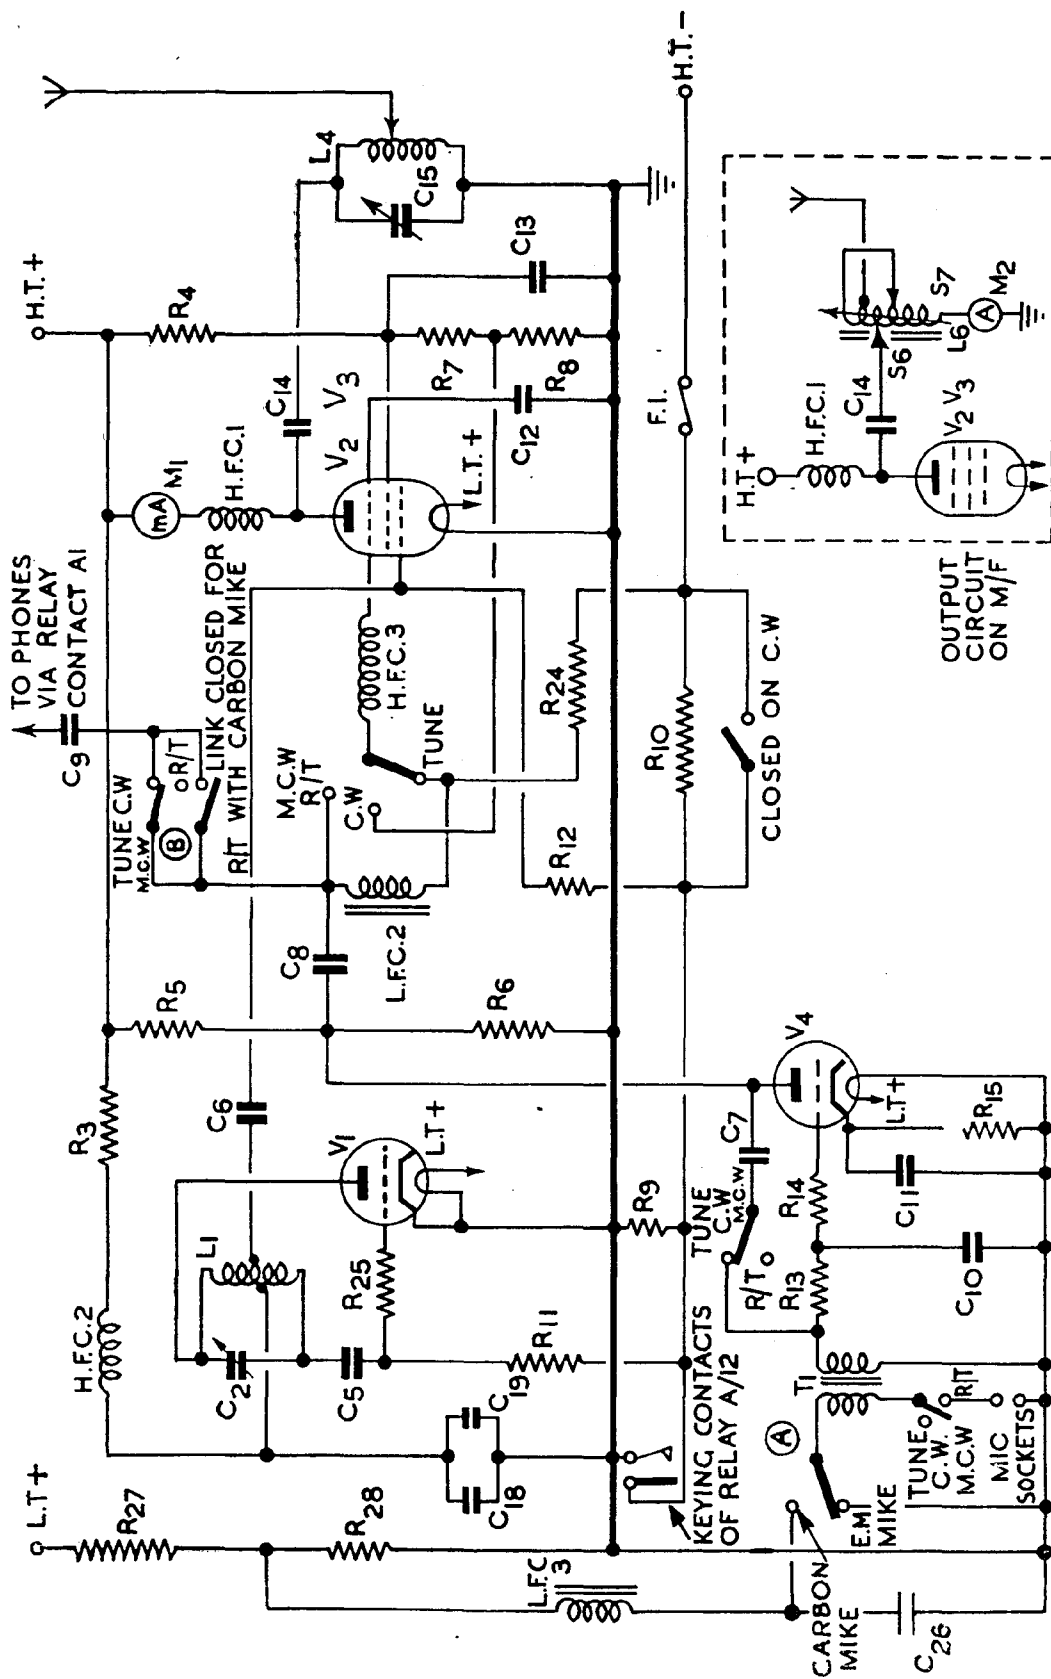 TO PHONES
VIA RELAY
CONTACT A1
C9
TUNE C.W
M.C.W
R/T
B
LINK CLOSED FOR
R/T WITH CARBON MIKE
H.T.+
L.T+
R27
R28
H.F.C.2
R3
R5
R4
M1
mA
H.F.C.1
C14
V2 V3
L4
C15
C13
R7
R8
C12
L.T.+
L1
C2
C5
C6
R25
V1
L.T+
R11
C19
C18
R9
R6
C8
L.F.C.2
M.C.W
R/T
C.W
TUNE
H.F.C.3
R24
R12
R10
CLOSED ON C.W
F.I.
H.T.-
L.F.C
3
KEYING CONTACTS
OF RELAY A/12
CARBON
MIKE
C26
E.M
MIKE
A
T1
TUNE
C.W.
M.C.W
R/T
MIC
SOCKETS
TUNE
C.W
M.C.W
R/T
C7
R13
R14
C10
C11
V4
L.T+
R15
OUTPUT
CIRCUIT
ON M/F
H.T+
H.F.C.1
C14
V2 V3
S6
L6
S7
A
M2